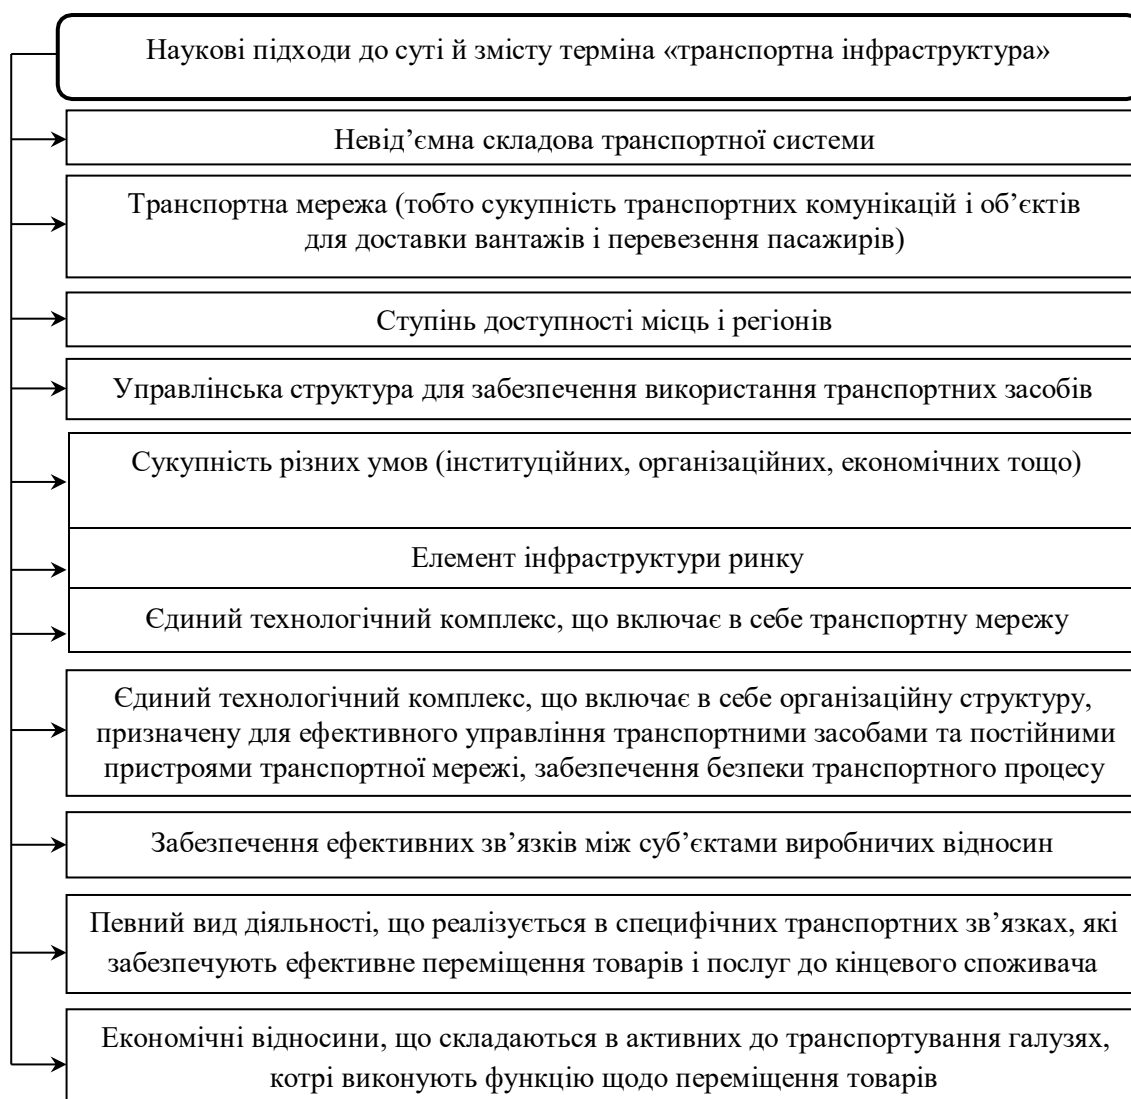 Наукові підходи до суті й змісту терміна «транспортна інфраструктура»
Невід’ємна складова транспортної системи
Транспортна мережа (тобто сукупність транспортних комунікацій і об’єктів
для доставки вантажів і перевезення пасажирів)
Ступінь доступності місць і регіонів
Управлінська структура для забезпечення використання транспортних засобів
Сукупність різних умов (інституційних, організаційних, економічних тощо)
Елемент інфраструктури ринку
Єдиний технологічний комплекс, що включає в себе транспортну мережу
Єдиний технологічний комплекс, що включає в себе організаційну структуру,
призначену для ефективного управління транспортними засобами та постійними
пристроями транспортної мережі, забезпечення безпеки транспортного процесу
Забезпечення ефективних зв’язків між суб’єктами виробничих відносин
Певний вид діяльності, що реалізується в специфічних транспортних зв’язках, які
забезпечують ефективне переміщення товарів і послуг до кінцевого споживача
Економічні відносини, що складаються в активних до транспортування галузях,
котрі виконують функцію щодо переміщення товарів